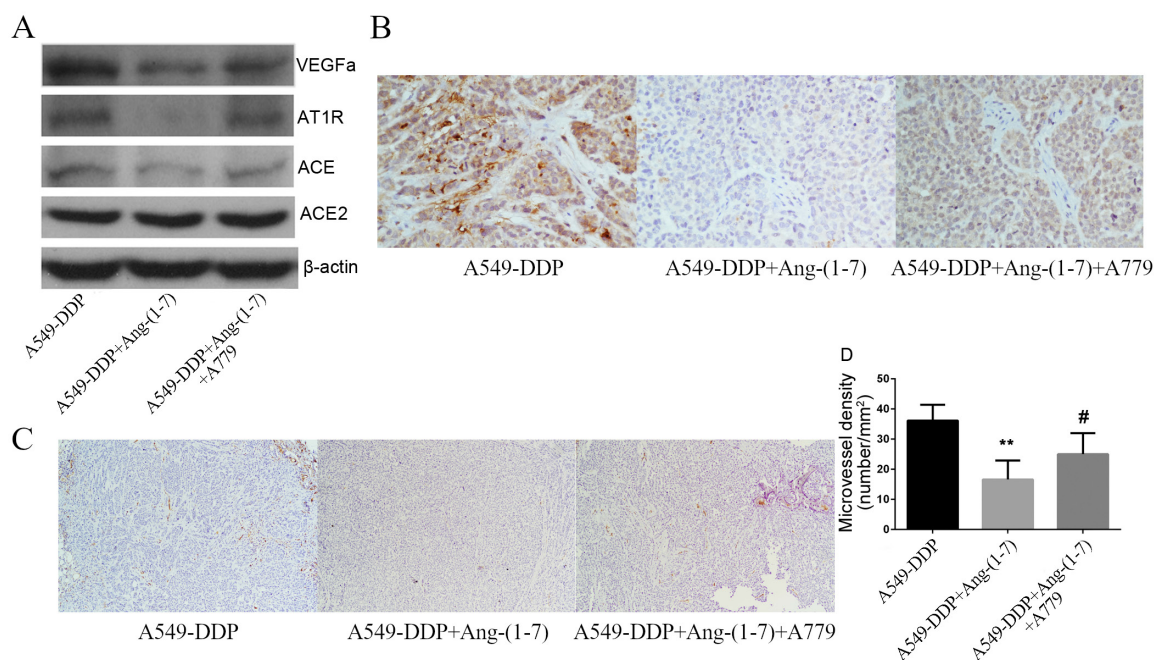 A
VEGFa
AT1R
ACE
ACE2
β-actin
A549-DDP
A549-DDP+Ang-(1-7)
A549-DDP+Ang-(1-7)
+A779
B
A549-DDP
A549-DDP+Ang-(1-7)
A549-DDP+Ang-(1-7)+A779
C
A549-DDP
A549-DDP+Ang-(1-7)
A549-DDP+Ang-(1-7)+A779
D
Microvessel density
(number/mm²)
50
40
30
20
10
0
**
#
A549-DDP
A549-DDP+Ang-(1-7)
A549-DDP+Ang-(1-7)
+A779